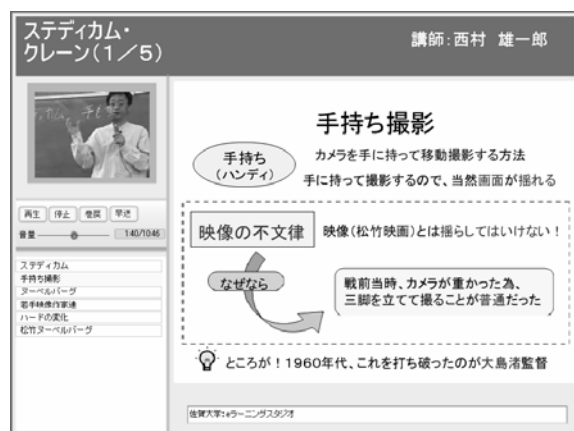 ステディカム・
クレーン(1/5)
講師:西村 雄一郎
再生 停止 巻戻 早送
音量 140/1046
ステディカム
手持ち撮影
ヌーベルバーグ
若手映像作家達
ハードの変化
松竹ヌーベルバーグ
手持ち撮影
手持ち
(ハンディ)
カメラを手に持って移動撮影する方法
手に持って撮影するので、当然画面が揺れる
映像の不文律
映像(松竹映画)とは揺らしてはいけない!
なぜなら
戦前当時、カメラが重かった為、
三脚を立てて撮ることが普通だった
ところが!1960年代、これを打ち破ったのが大島渚監督
佐賀大学:eラーニングスタジオ